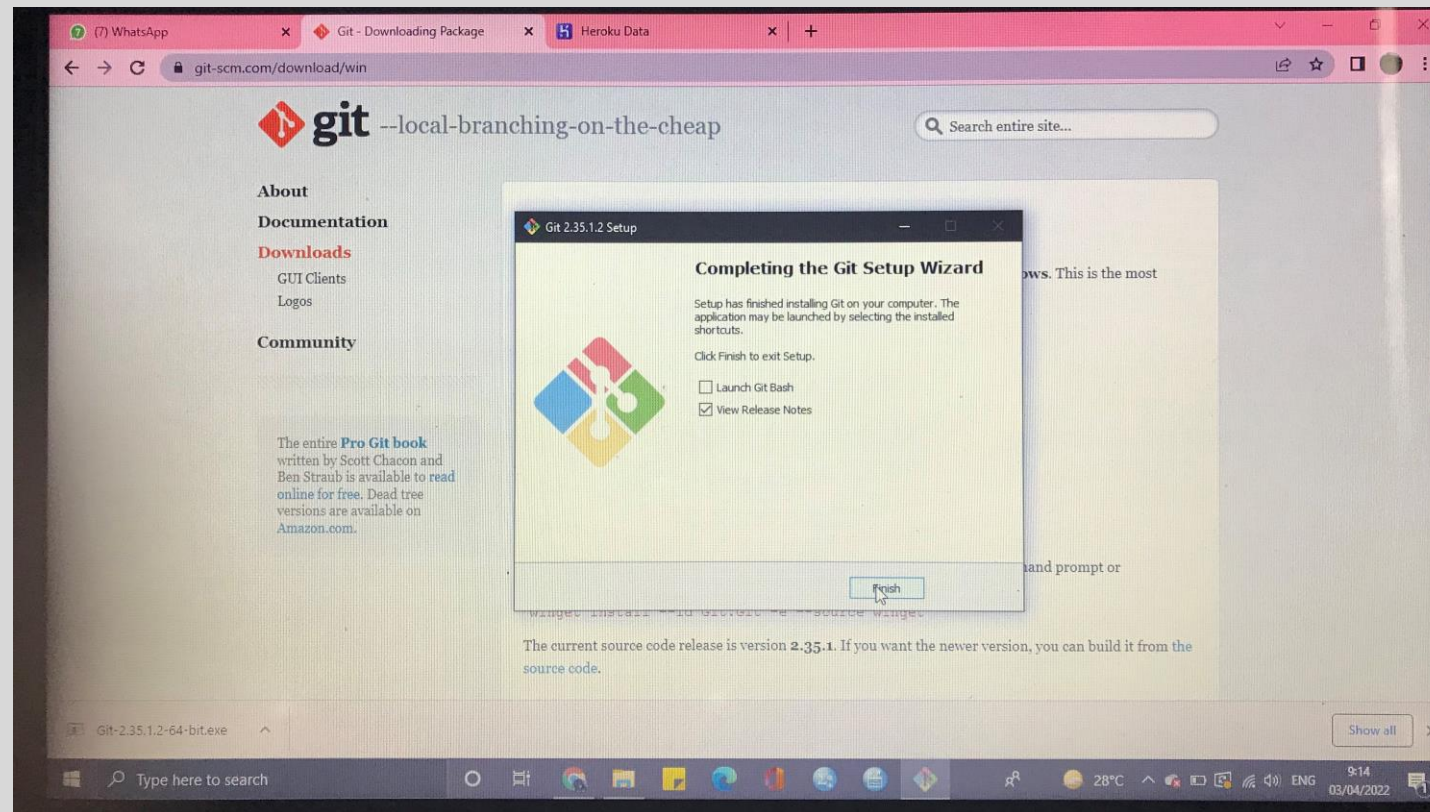 (7) WhatsApp
Git - Downloading Package
Heroku Data
git-scm.com/download/win
git --local-branching-on-the-cheap
Search entire site...
About
Documentation
Downloads
GUI Clients
Logos
Community
The entire Pro Git book
written by Scott Chacon and
Ben Straub is available to read
online for free. Dead tree
versions are available on
Amazon.com.
Git 2.35.1.2 Setup
Completing the Git Setup Wizard
Setup has finished installing Git on your computer. The
application may be launched by selecting the installed
shortcuts.
Click Finish to exit Setup.
Launch Git Bash
View Release Notes
Finish
This is the most
prompt or
winget install --id Git.Git -e --source winget
The current source code release is version 2.35.1. If you want the newer version, you can build it from the
source code.
Git-2.35.1.2-64-bit.exe
Show all
Type here to search
28°C
ENG
9:14
03/04/2022